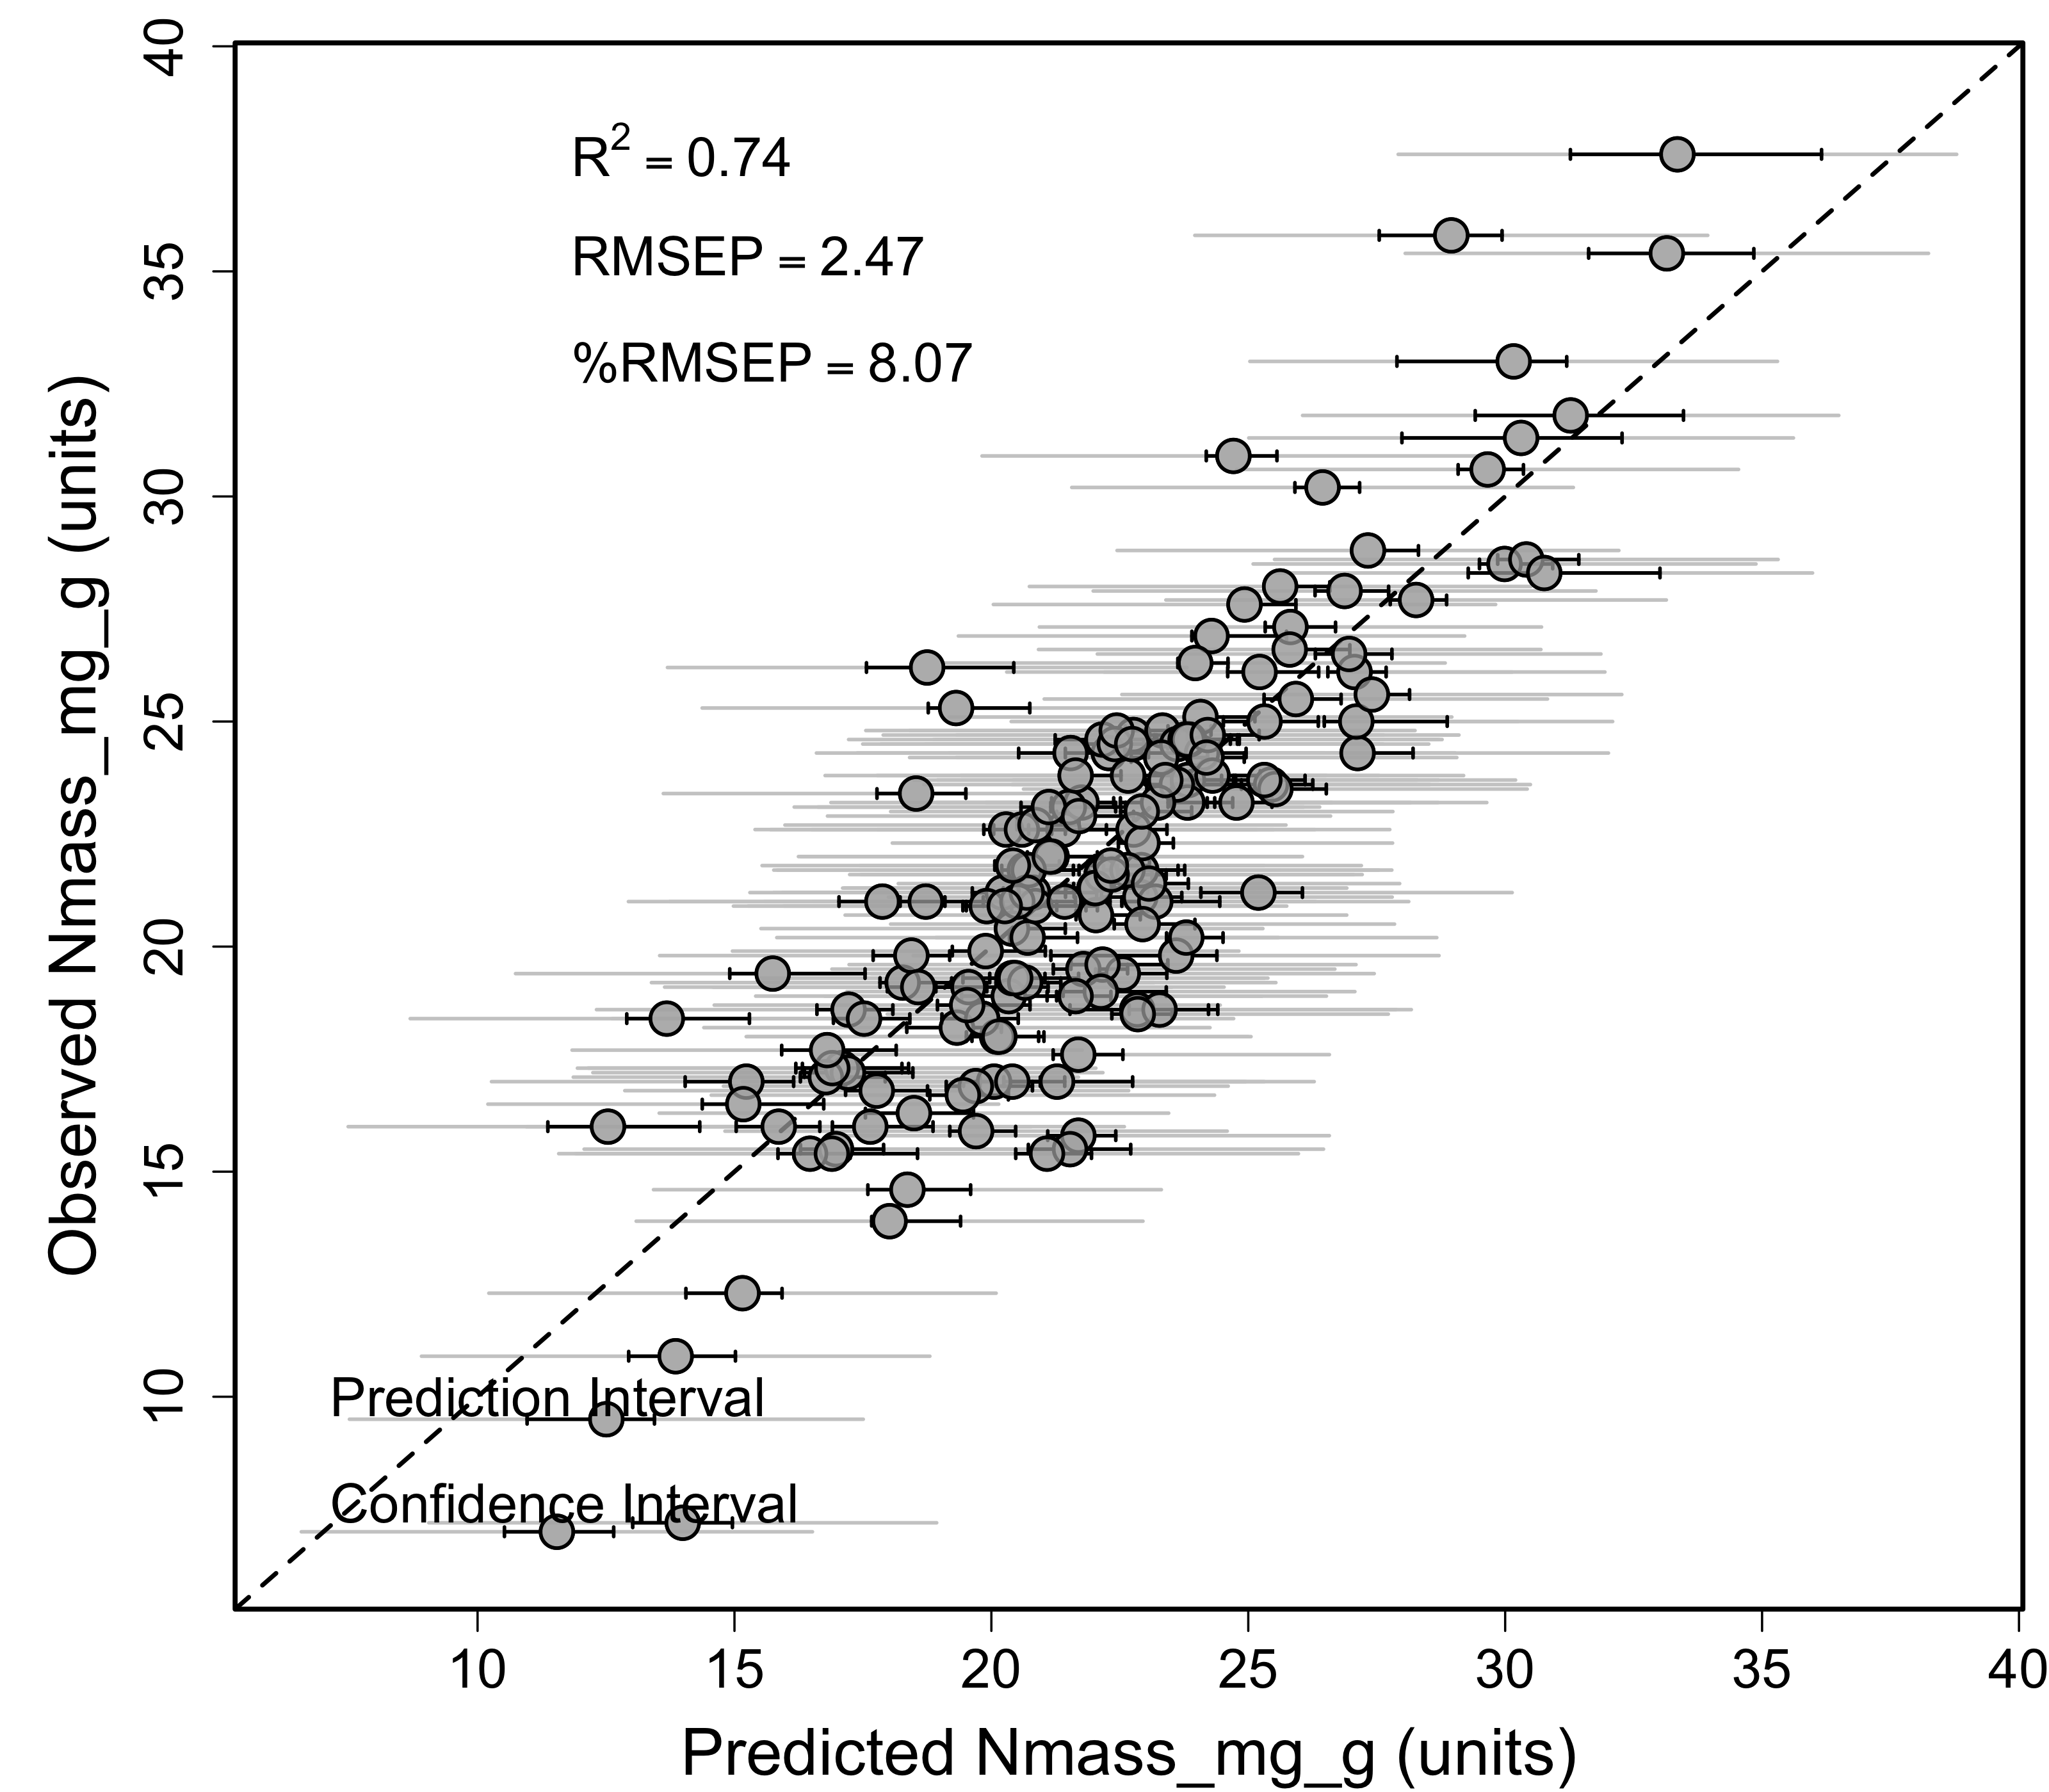 R² = 0.74
RMSEP = 2.47
%RMSEP = 8.07
Observed Nmass_mg_g (units)
40
35
30
25
20
15
10
Prediction Interval
Confidence Interval
10 15 20 25 30 35 40
Predicted Nmass_mg_g (units)